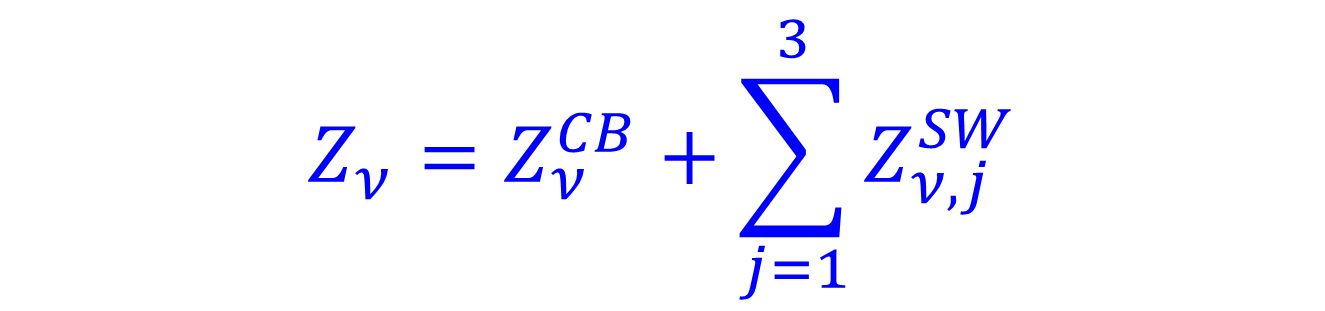 Z_ν = Z_ν^{CB} + \sum_{j=1}^{3} Z_{ν,j}^{SW}